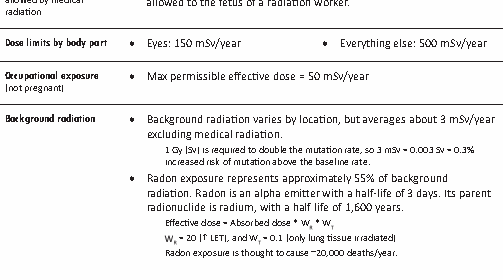 allowed by medical
radiation
allowed to the fetus of a radiation worker.
Dose limits by body part
• Eyes: 150 mSv/year • Everything else: 500 mSv/year
Occupational exposure
(not pregnant)
• Max permissible effective dose = 50 mSv/year
Background radiation
• Background radiation varies by location, but averages about 3 mSv/year
excluding medical radiation.
1 Gy (Sv) is required to double the mutation rate, so 3 mSv = 0.003 Sv = 0.3%
increased risk of mutation above the baseline rate.
• Radon exposure represents approximately 55% of background
radiation. Radon is an alpha emitter with a half-life of 3 days. Its parent
radionuclide is radium, with a half life of 1,600 years.
Effective dose = Absorbed dose * W_R * W_T
W_R = 20 (↑ LET), and W_T = 0.1 (only lung tissue irradiated)
Radon exposure is thought to cause ~20,000 deaths/year.